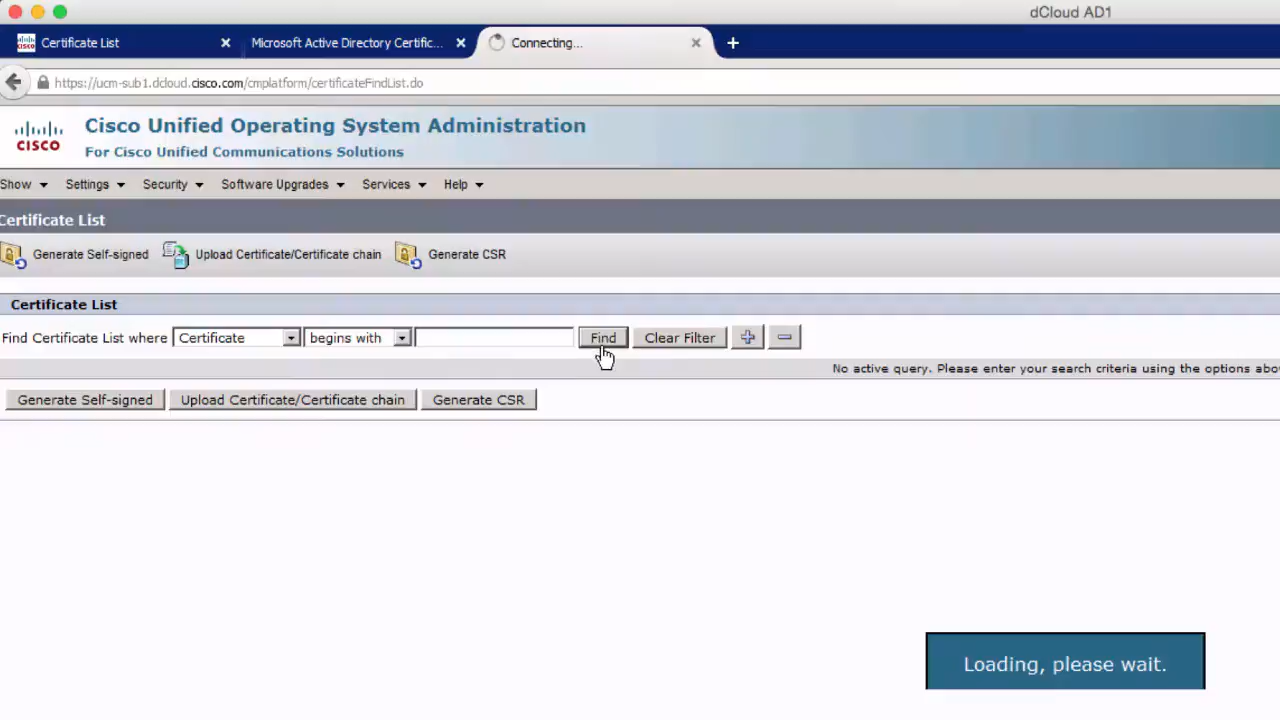 dCloud AD1
Certificate List
Microsoft Active Directory Certific...
Connecting...
https://ucm-sub1.dcloud.cisco.com/cmplatform/certificateFindList.do
Cisco Unified Operating System Administration
CISCO
For Cisco Unified Communications Solutions
Show Settings Security Software Upgrades Services Help
Certificate List
Generate Self-signed Upload Certificate/Certificate chain Generate CSR
Certificate List
Find Certificate List where Certificate begins with Find Clear Filter
No active query. Please enter your search criteria using the options abo
Generate Self-signed Upload Certificate/Certificate chain Generate CSR
Loading, please wait.